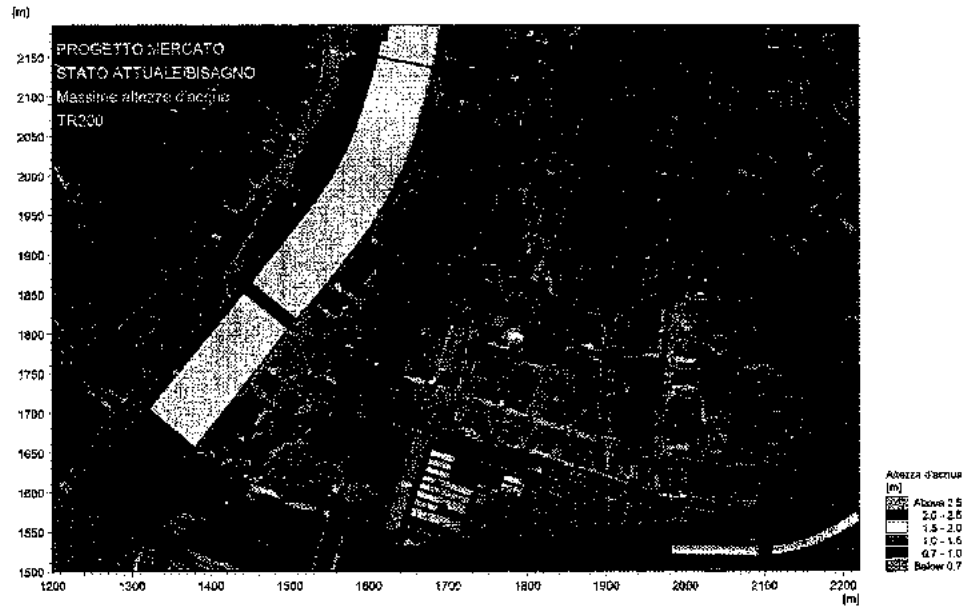 [m]
PROGETTO MERCATO
STATO ATTUALE/BISAGNO
Massime altezze d'acqua
TR200
2150
2100
2050
2000
1950
1900
1850
1800
1750
1700
1650
1600
1550
1500
1200 1300 1400 1500 1600 1700 1800 1900 2000 2100 2200
[m]
Altezza d'acqua
[m]
Above 2.5
2.0 - 2.5
1.5 - 2.0
1.0 - 1.5
0.7 - 1.0
Below 0.7